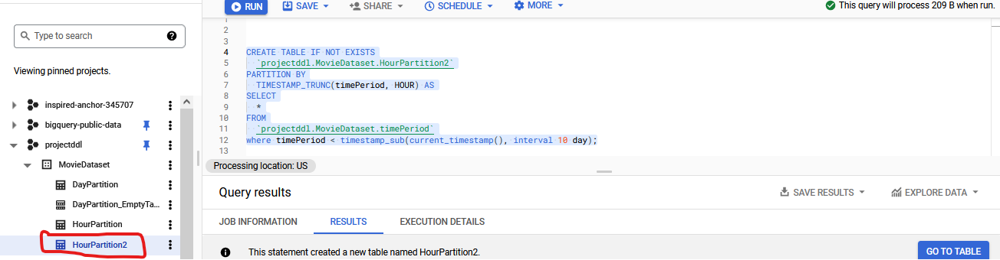 RUN
SAVE
SHARE
SCHEDULE
MORE
This query will process 209 B when run.
Type to search
Viewing pinned projects.
inspired-anchor-345707
bigquery-public-data
projectddl
MovieDataset
DayPartition
DayPartition_EmptyTa...
HourPartition
HourPartition2
1
2
3
4 CREATE TABLE IF NOT EXISTS
5 `projectddl.MovieDataset.HourPartition2`
6 PARTITION BY
7 TIMESTAMP_TRUNC(timePeriod, HOUR) AS
8 SELECT
9 *
10 FROM
11 `projectddl.MovieDataset.timePeriod`
12 where timePeriod < timestamp_sub(current_timestamp(), interval 10 day);
13
Processing location: US
Query results
SAVE RESULTS
EXPLORE DATA
JOB INFORMATION
RESULTS
EXECUTION DETAILS
This statement created a new table named HourPartition2.
GO TO TABLE